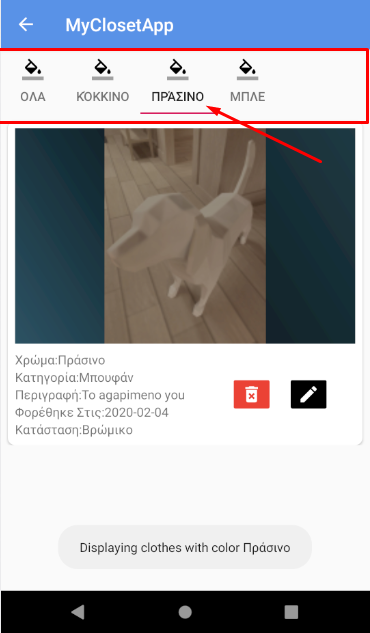 MyClosetApp
ΟΛΑ ΚΟΚΚΙΝΟ ΠΡΆΣΙΝΟ ΜΠΛΕ
Χρώμα:Πράσινο
Κατηγορία:Μπουφάν
Περιγραφή:To agapimeno you
Φορέθηκε Στις:2020-02-04
Κατάσταση:Βρώμικο
Displaying clothes with color Πράσινο